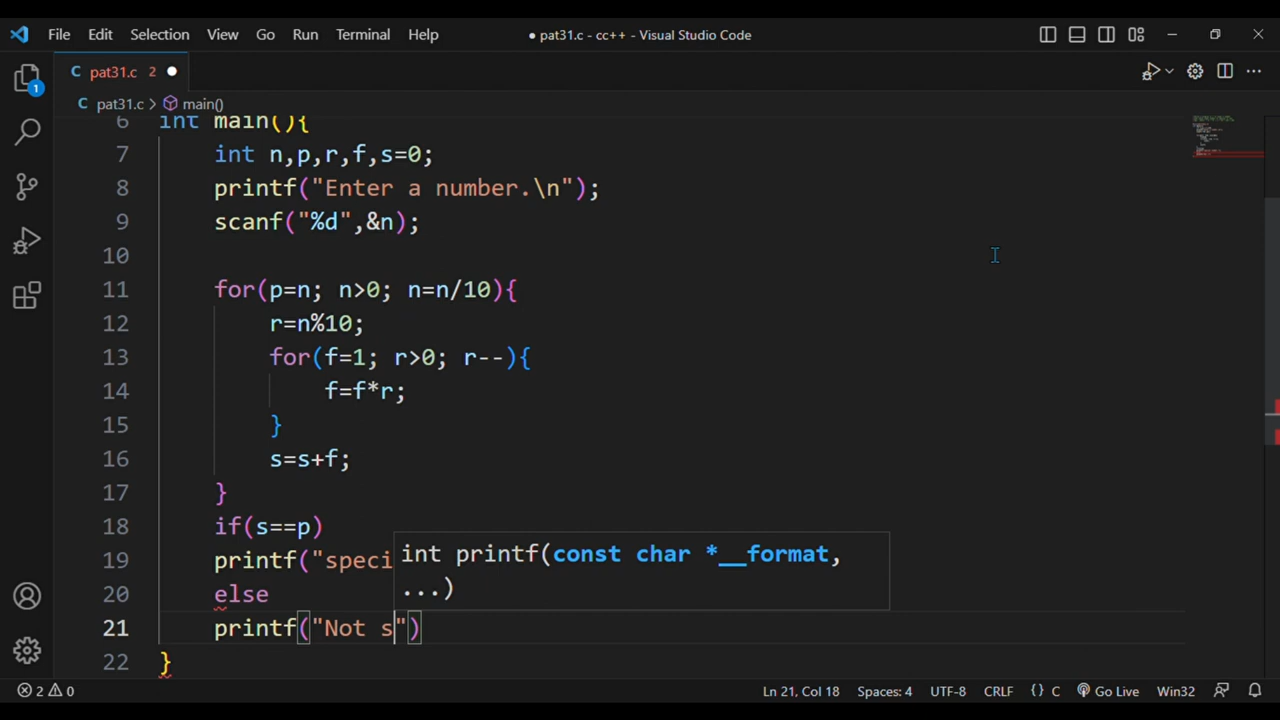 File Edit Selection View Go Run Terminal Help ● pat31.c - cc++ - Visual Studio Code
C pat31.c 2 ●
C pat31.c > main()
6 int main(){
7 int n,p,r,f,s=0;
8 printf("Enter a number.\n");
9 scanf("%d",&n);
10
11 for(p=n; n>0; n=n/10){
12 r=n%10;
13 for(f=1; r>0; r--){
14 f=f*r;
15 }
16 s=s+f;
17 }
18 if(s==p)
int printf(const char *__format,
19 printf("speci
...)
20 else
21 printf("Not s")
22 }
1
2 0 Ln 21, Col 18 Spaces: 4 UTF-8 CRLF {} C Go Live Win32